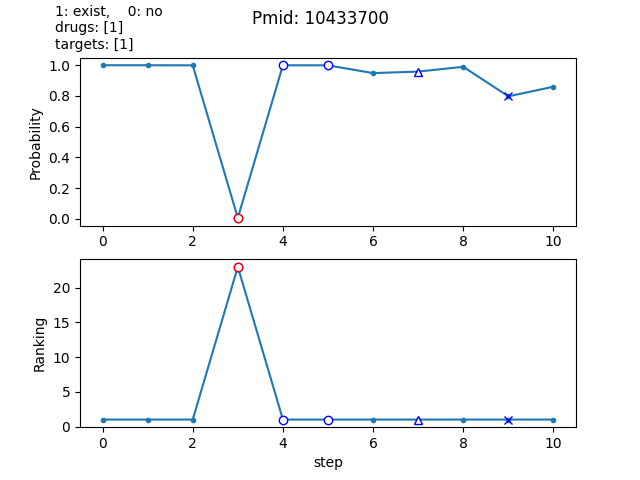 1: exist,    0: no
drugs: [1]
targets: [1]
Pmid: 10433700
Probability
1.0
0.8
0.6
0.4
0.2
0.0
0 2 4 6 8 10
Ranking
20
15
10
5
0
0 2 4 6 8 10
step